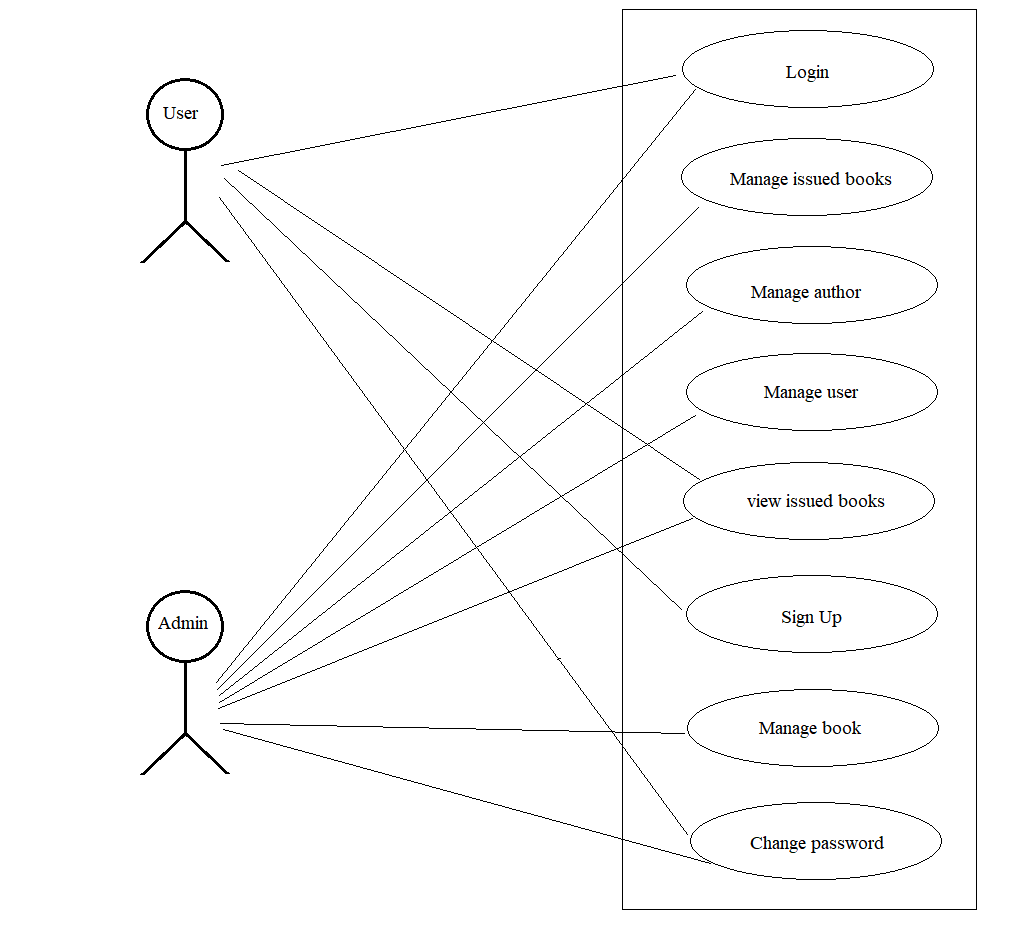 User
Admin
Login
Manage issued books
Manage author
Manage user
view issued books
Sign Up
Manage book
Change password